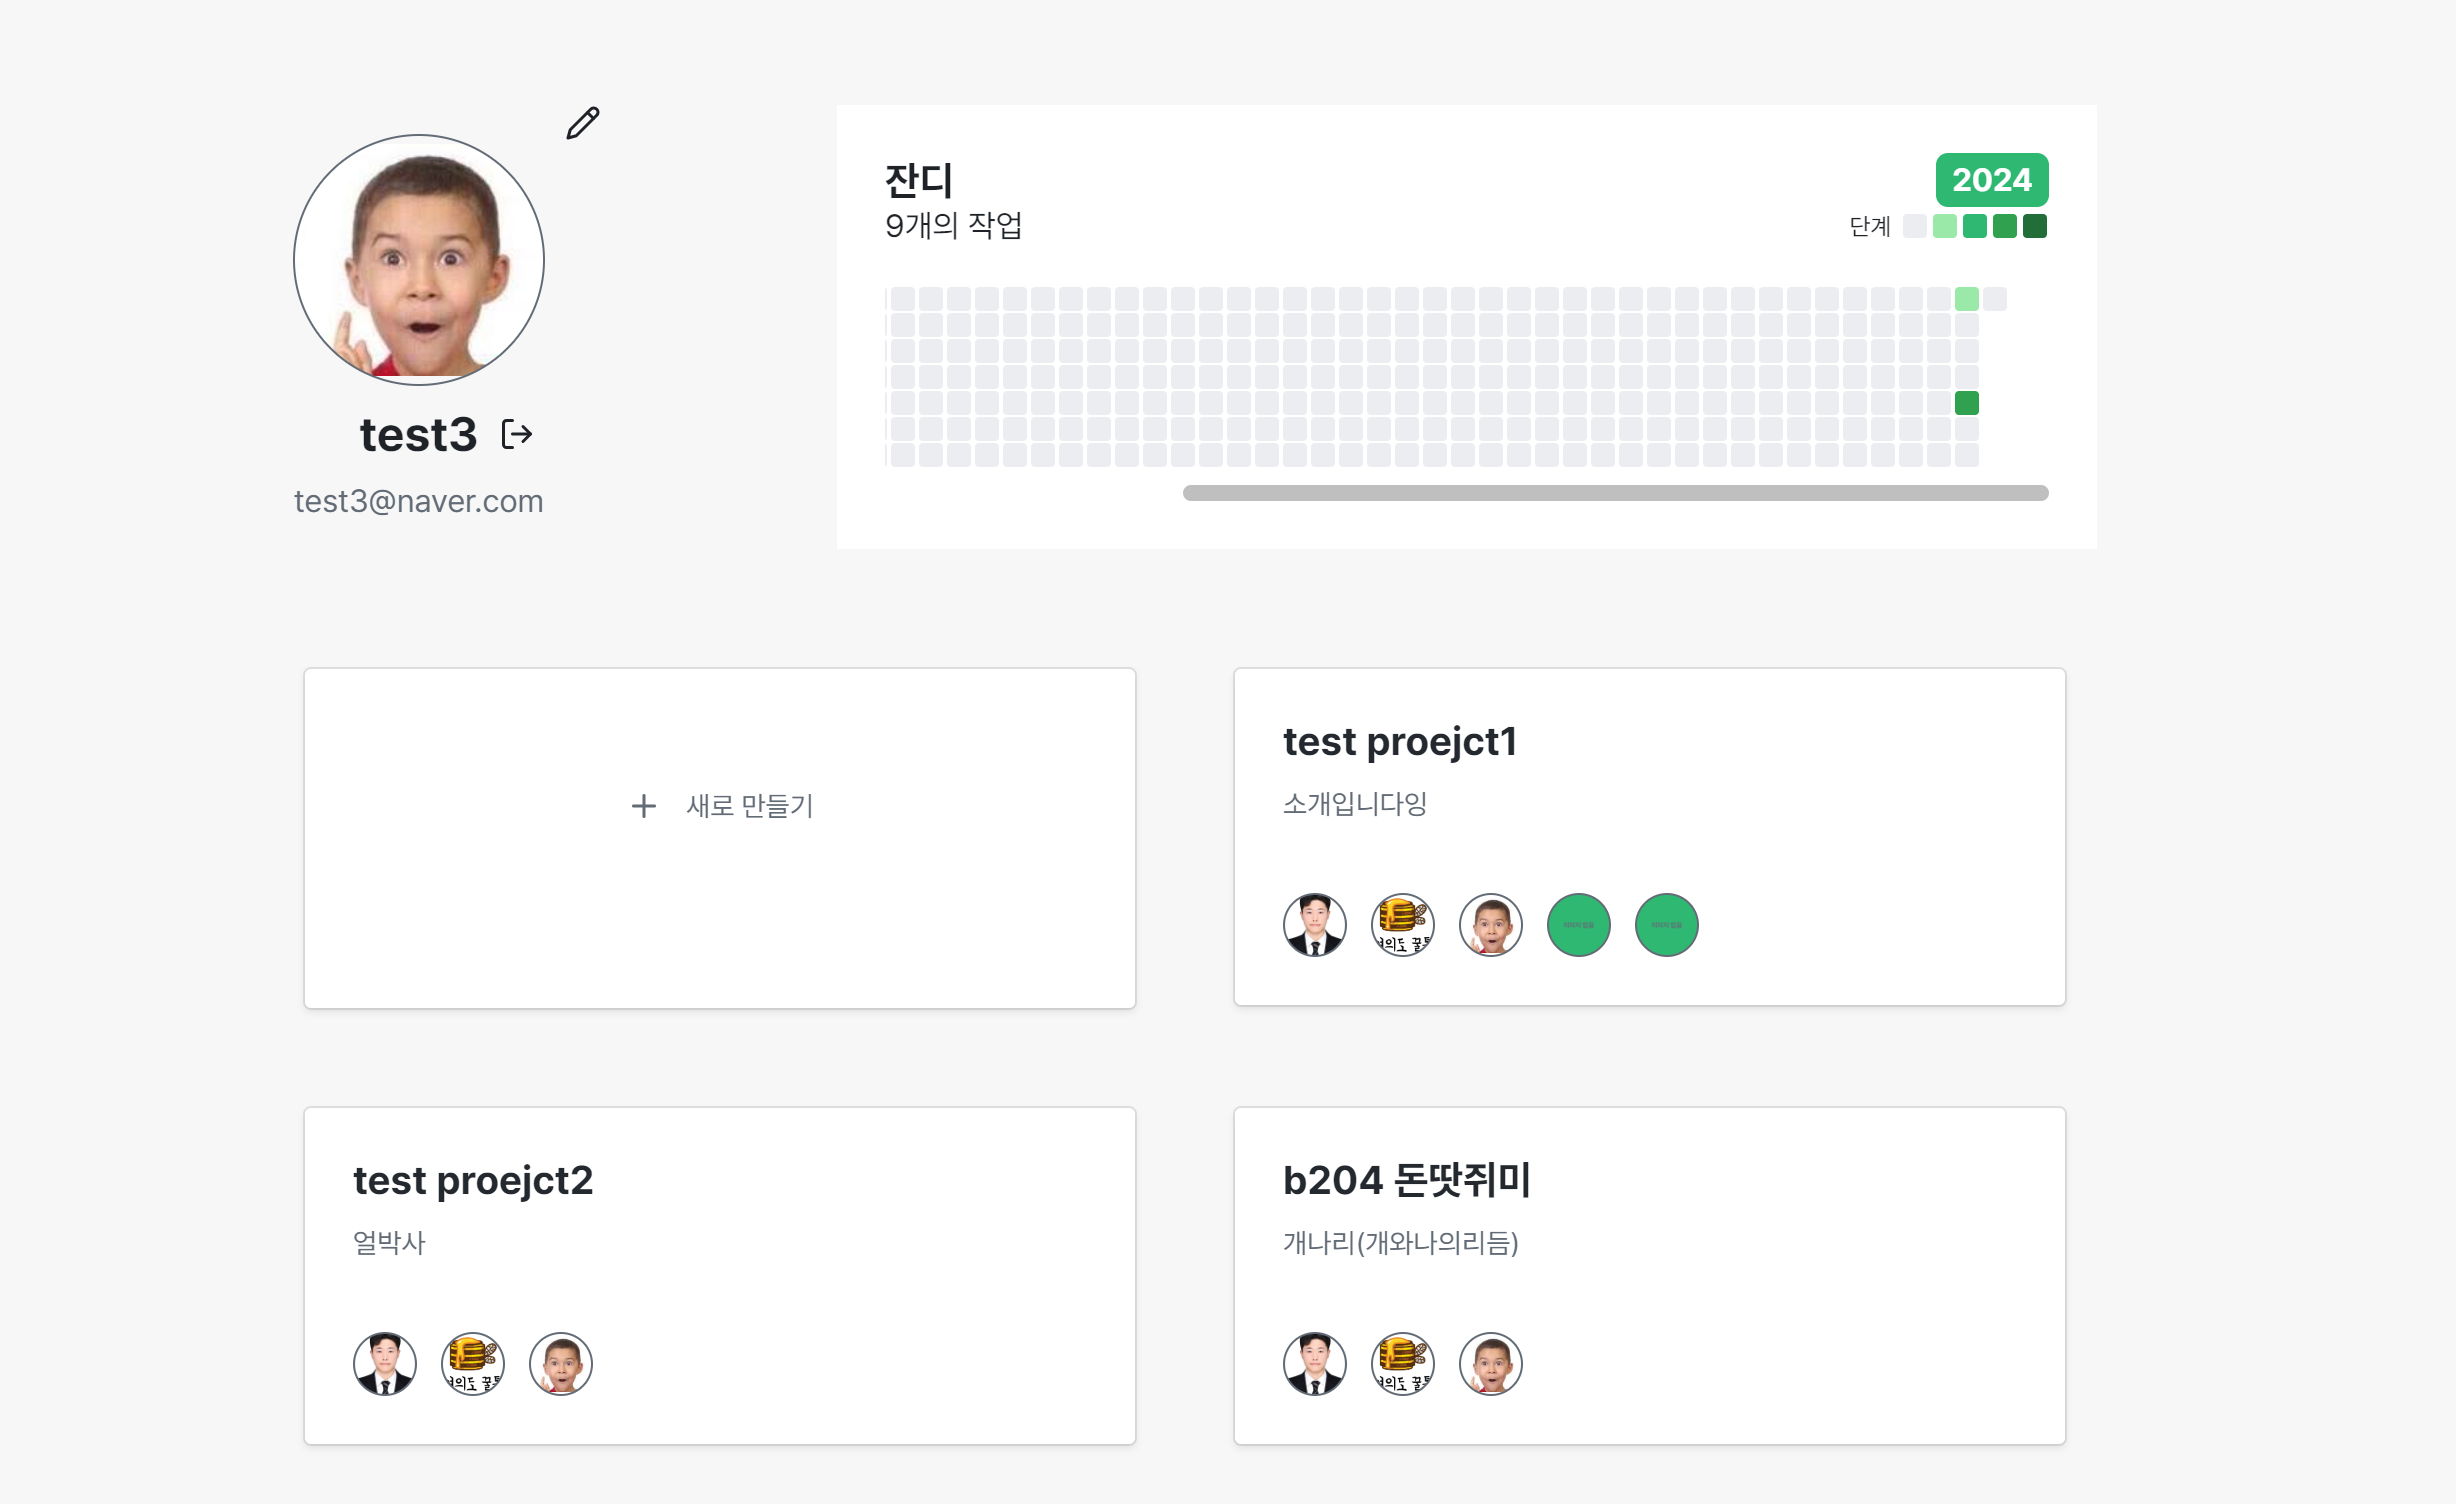 잔디
2024
9개의 작업
단계
test3
test3@naver.com
새로 만들기
test proejct1
소개입니다잉
test proejct2
얼박사
b204 돈땃쥐미
개나리(개와나의리듬)